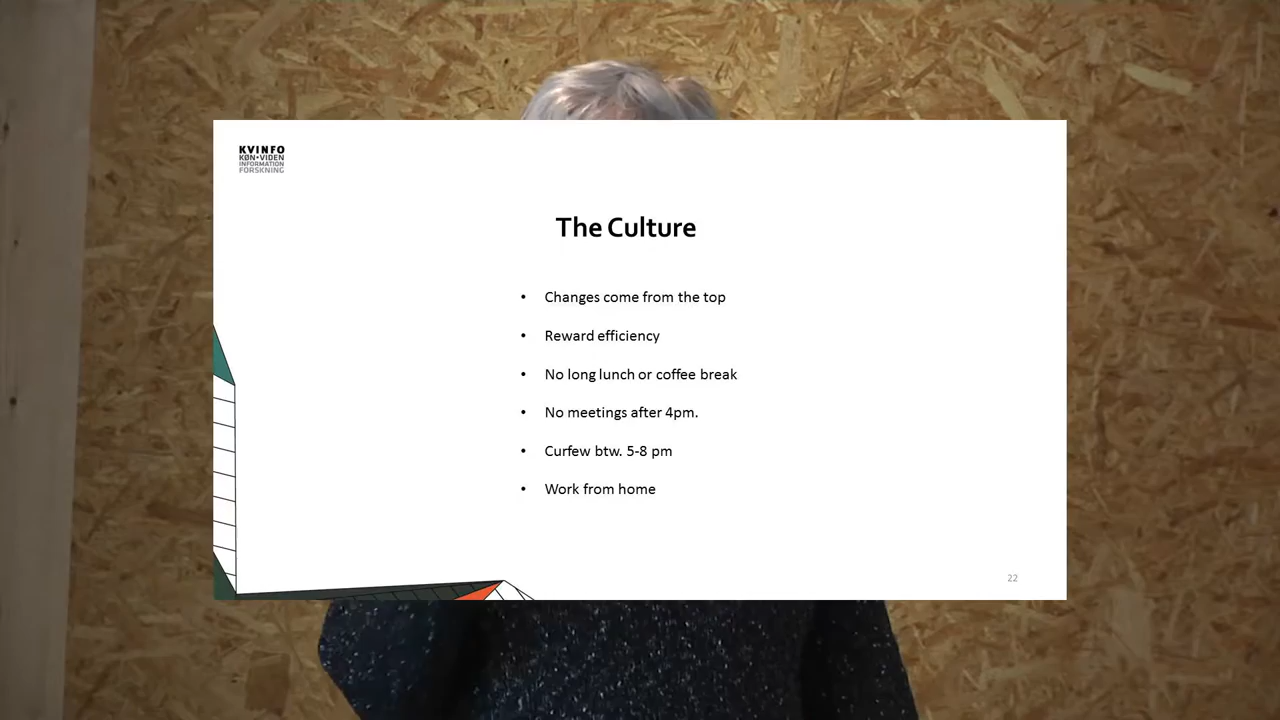 KVINFO
KØN•VIDEN
INFORMATION
FORSKNING
The Culture
• Changes come from the top
• Reward efficiency
• No long lunch or coffee break
• No meetings after 4pm.
• Curfew btw. 5-8 pm
• Work from home
22